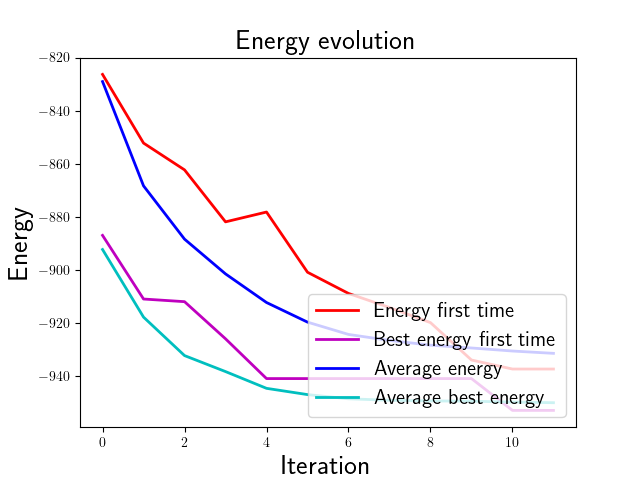 Energy evolution
−820
−840
−860
−880
−900
−920
−940
Energy
Energy first time
Best energy first time
Average energy
Average best energy
0 2 4 6 8 10
Iteration